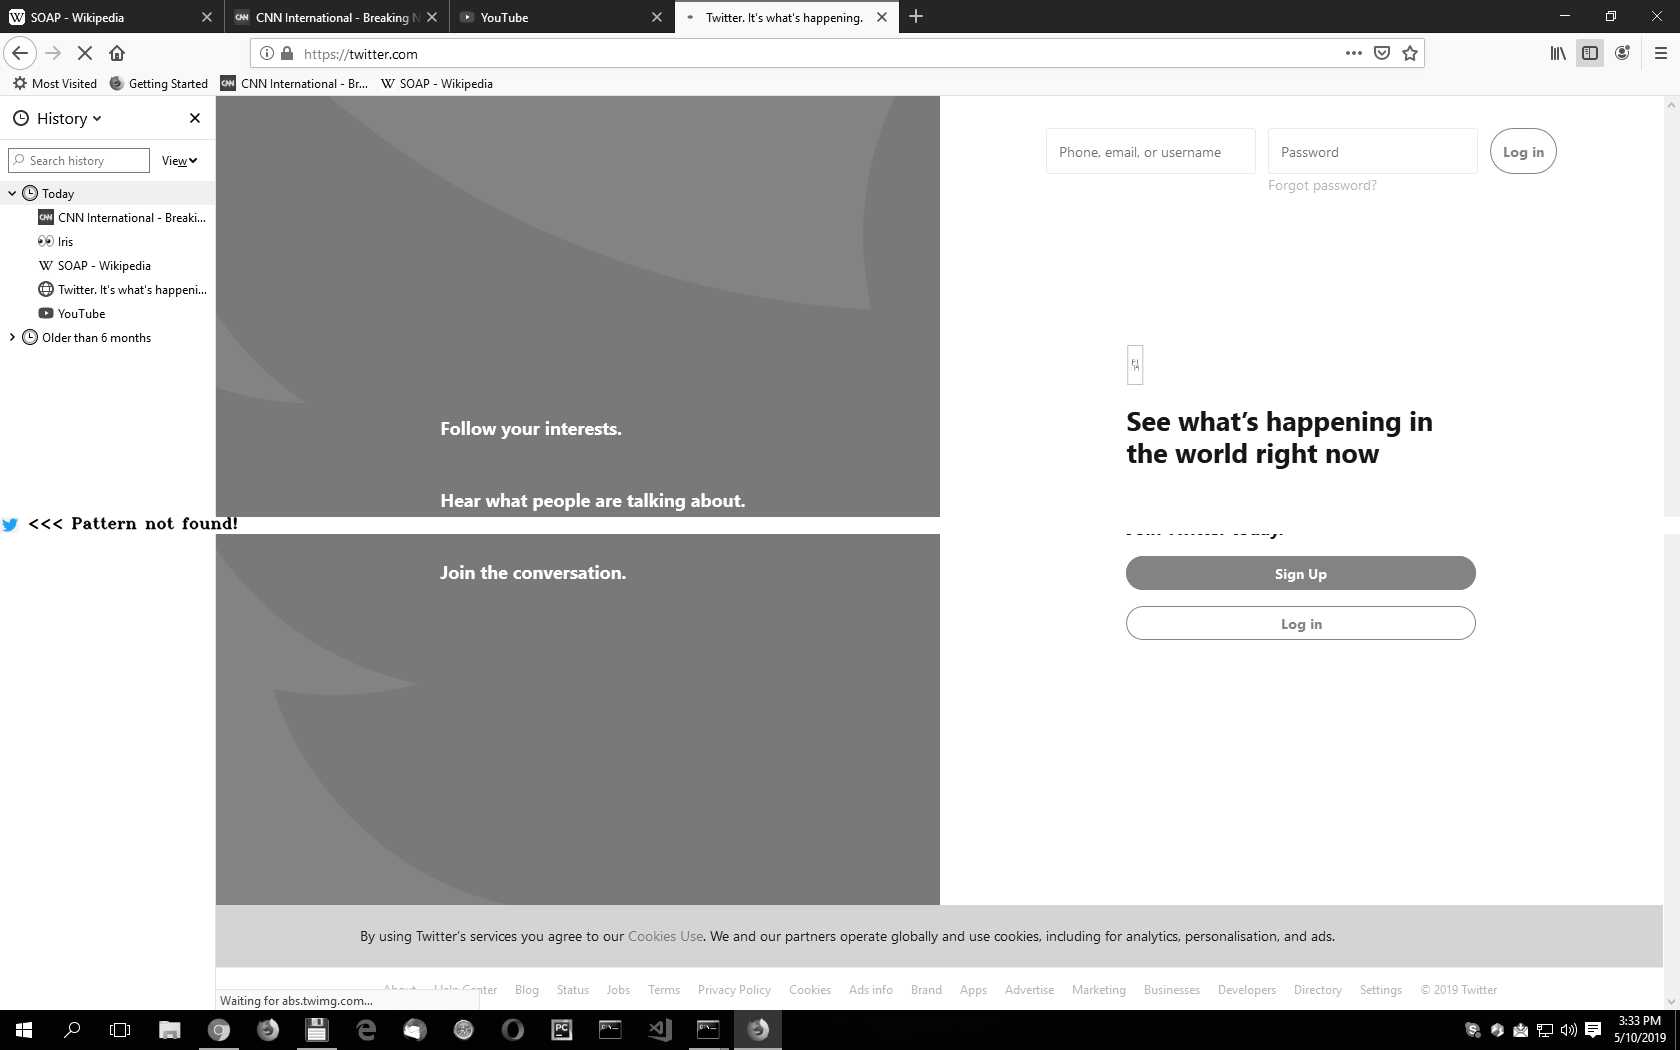 SOAP - Wikipedia
CNN International - Breaking N
YouTube
Twitter. It's what's happening.
https://twitter.com
Most Visited
Getting Started
CNN International - Br...
SOAP - Wikipedia
History
Search history
View
Today
CNN International - Breaki...
Iris
SOAP - Wikipedia
Twitter. It's what's happeni...
YouTube
Older than 6 months
Phone, email, or username
Password
Log in
Forgot password?
See what's happening in
the world right now
Follow your interests.
Hear what people are talking about.
<<< Pattern not found!
Join Twitter today.
Join the conversation.
Sign Up
Log in
By using Twitter's services you agree to our Cookies Use. We and our partners operate globally and use cookies, including for analytics, personalisation, and ads.
About Help Center Blog Status Jobs Terms Privacy Policy Cookies Ads info Brand Apps Advertise Marketing Businesses Developers Directory Settings © 2019 Twitter
Waiting for abs.twimg.com...
3:33 PM
5/10/2019